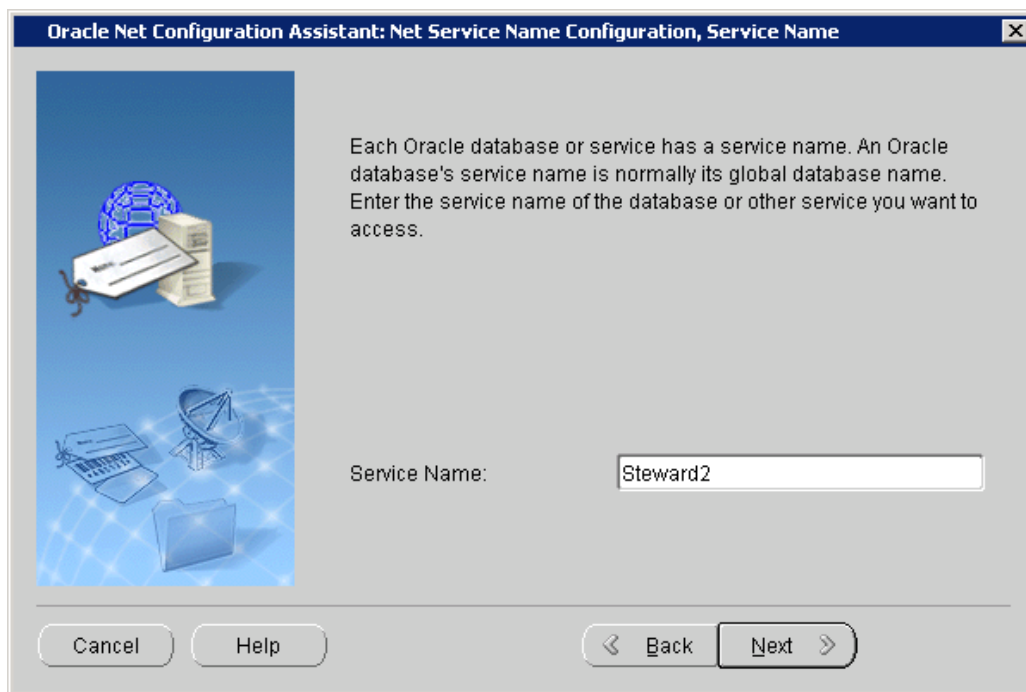 Oracle Net Configuration Assistant: Net Service Name Configuration, Service Name
Each Oracle database or service has a service name. An Oracle
database's service name is normally its global database name.
Enter the service name of the database or other service you want to
access.
Service Name: Steward2
Cancel Help Back Next